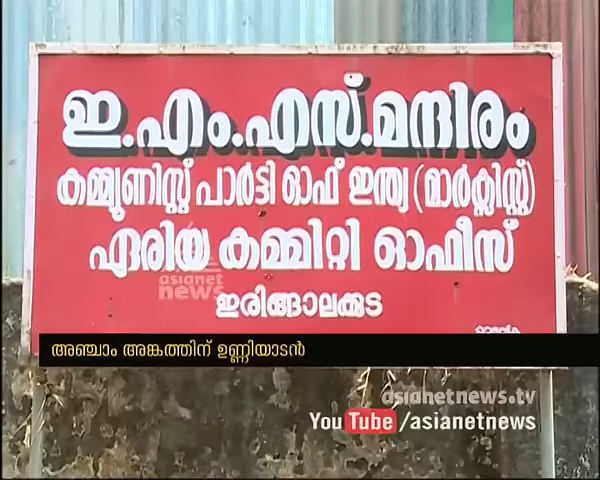 ഇ.എം.എസ്.മന്ദിരം
കമ്മ്യൂണിസ്റ്റ് പാർട്ടി ഓഫ് ഇന്ത്യ (മാർക്സിസ്റ്റ്)
ഏരിയ കമ്മിറ്റി ഓഫീസ്
asianet
news
ഇരിങ്ങാലക്കുട
അഞ്ചാം അങ്കത്തിന് ഉണ്ണിയാടൻ
asianetnews.tv
YouTube/asianetnews